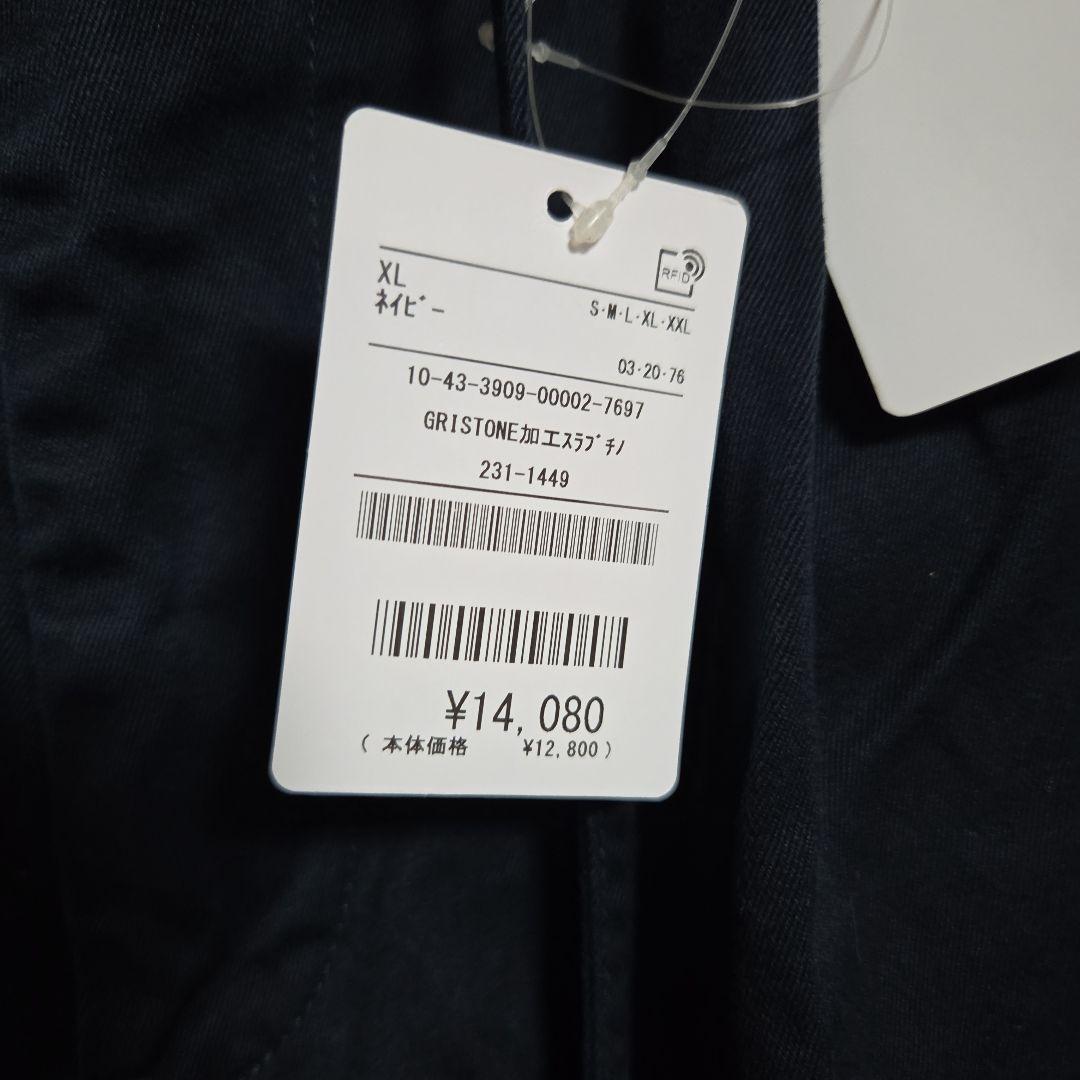 RFID
XL
ﾈｲﾋﾞｰ
S·M·L·XL·XXL
03·20·76
10-43-3909-00002-7697
GRISTONE加工ｽﾗﾌﾞﾁﾉ
231-1449
¥14,080
( 本体価格 ¥12,800 )